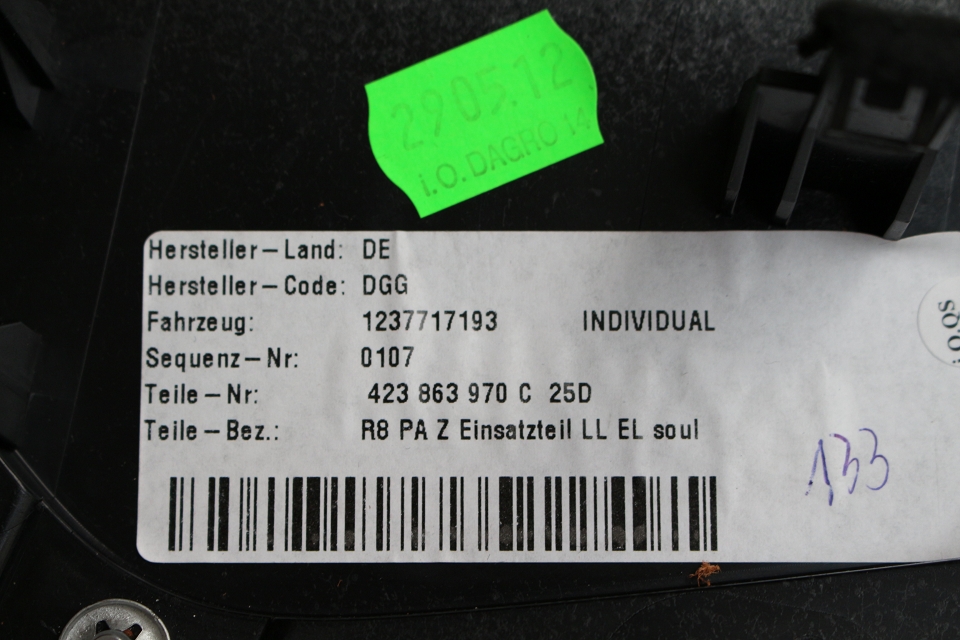 29 05.12
i.O. DAGRO 14
Hersteller-Land: DE
Hersteller-Code: DGG
Fahrzeug: 1237717193 INDIVIDUAL
Sequenz-Nr: 0107
Teile-Nr: 423 863 970 C 25D
Teile-Bez.: R8 PA Z Einsatzteil LL EL soul
133